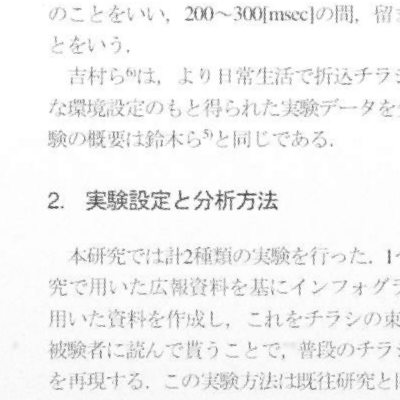 のことをいい，200～300[msec]の間，留
とをいう．
吉村ら⁶⁾は，より日常生活で折込チラシ
な環境設定のもと得られた実験データを
験の概要は鈴木ら⁵⁾と同じである．
2. 実験設定と分析方法
本研究では計2種類の実験を行った．1
究で用いた広報資料を基にインフォグラ
用いた資料を作成し，これをチラシの束
被験者に読んで貰うことで，普段のチラシ
を再現する．この実験方法は既往研究と同